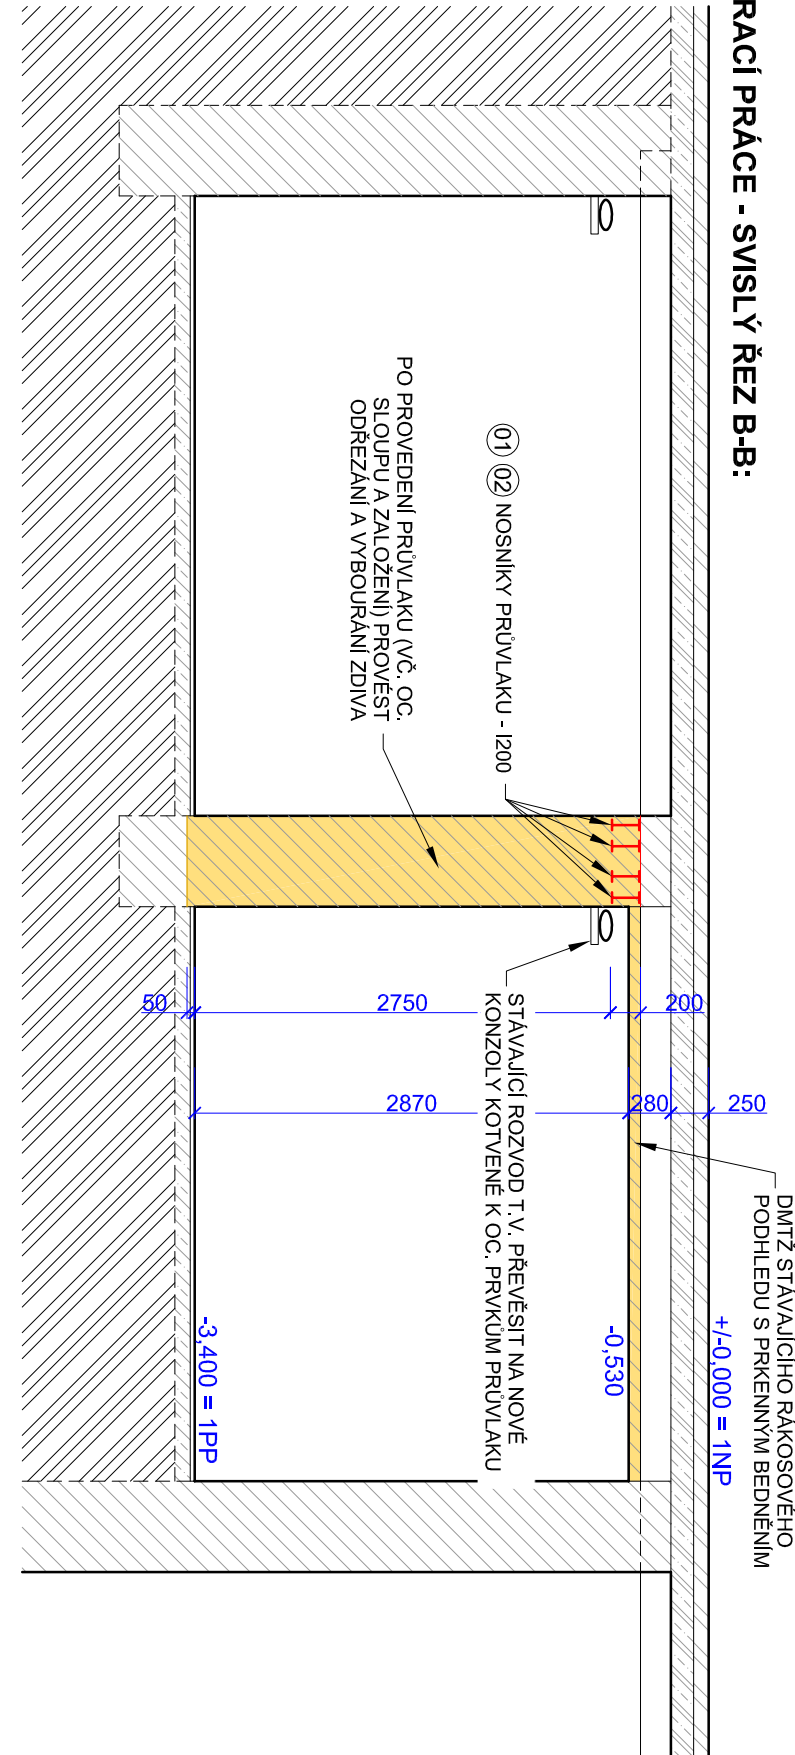 RACÍ PRÁCE - SVISLÝ ŘEZ B-B:
DMTŽ STÁVAJÍCÍHO RÁKOSOVÉHO
PODHLEDU S PRKENNÝM BEDNĚNÍM
+/-0,000 = 1NP
01 02 NOSNÍKY PRŮVLAKU - I200
PO PROVEDENÍ PRŮVLAKU (VČ. OC.
SLOUPU A ZALOŽENÍ) PROVÉST
ODŘEZÁNÍ A VYBOURÁNÍ ZDIVA
STÁVAJÍCÍ ROZVOD T.V. PŘEVĚSIT NA NOVÉ
KONZOLY KOTVENÉ K OC. PRVKŮM PRŮVLAKU
-0,530
-3,400 = 1PP
50
2750
200
2870
280
250